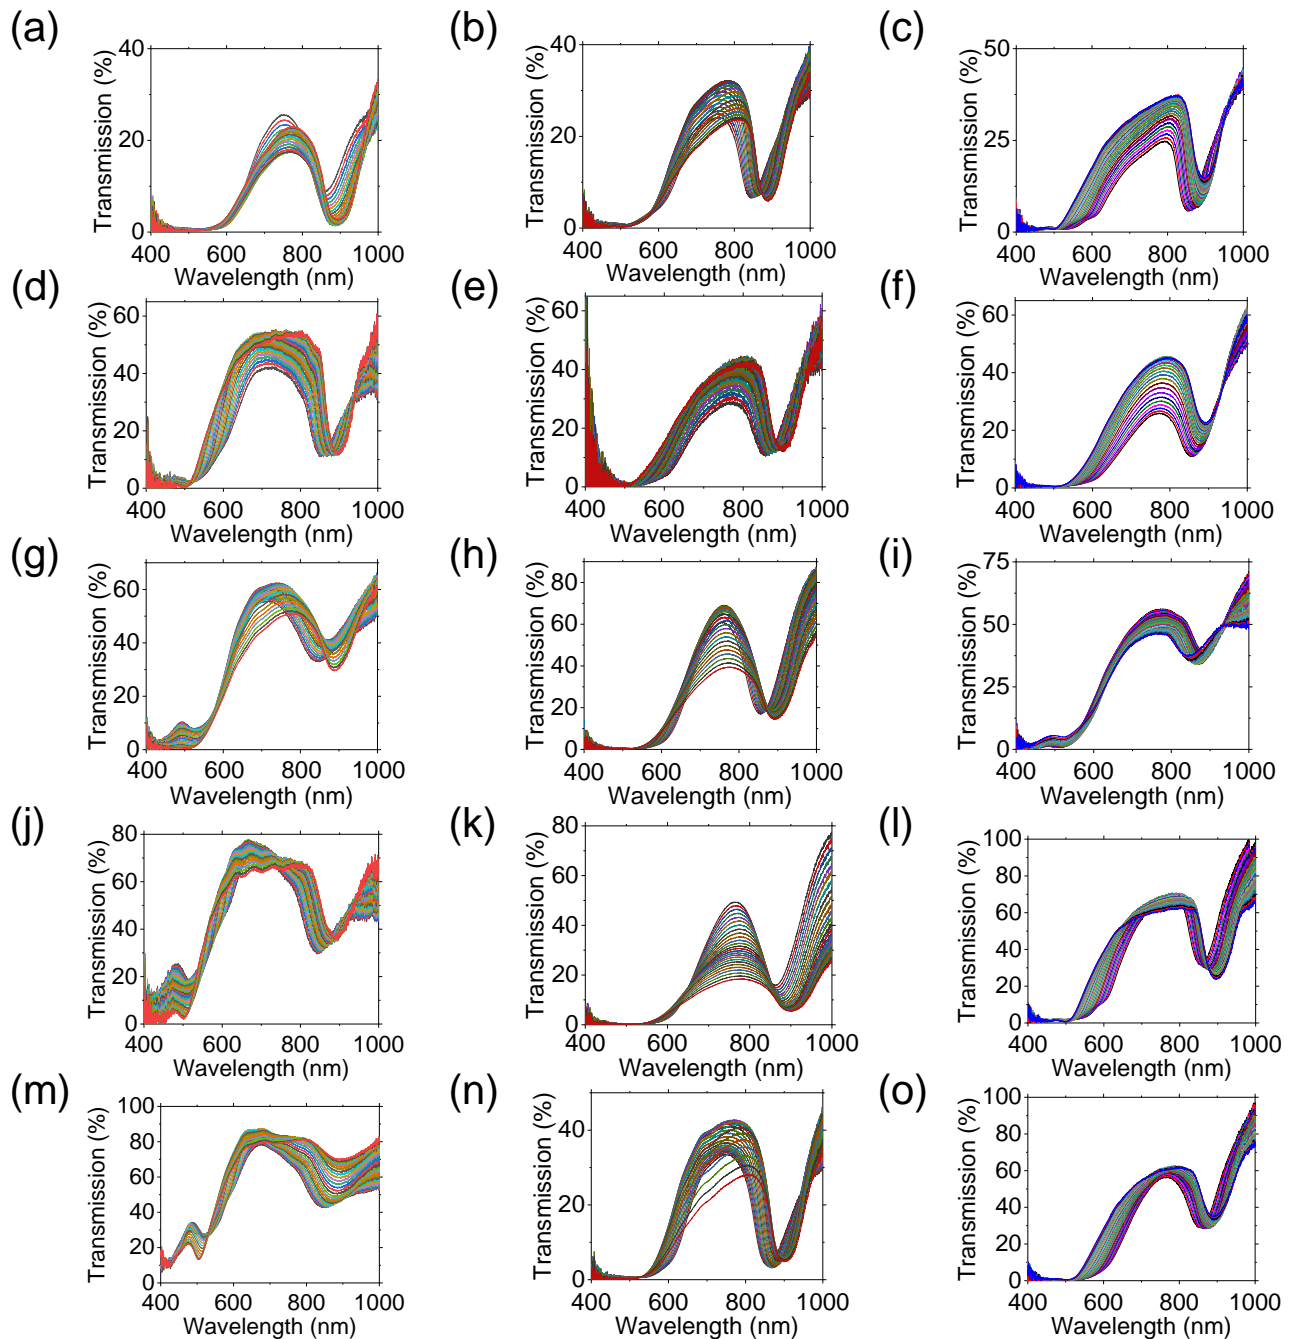 (a) (b) (c)
Transmission (%) 40 20 0 400 600 800 1000 Wavelength (nm)
Transmission (%) 40 20 0 400 600 800 1000 Wavelength (nm)
Transmission (%) 50 25 0 400 600 800 1000 Wavelength (nm)
(d) (e) (f)
Transmission (%) 60 40 20 0 400 600 800 1000 Wavelength (nm)
Transmission (%) 60 40 20 0 400 600 800 1000 Wavelength (nm)
Transmission (%) 60 40 20 0 400 600 800 1000 Wavelength (nm)
(g) (h) (i)
Transmission (%) 60 40 20 0 400 600 800 1000 Wavelength (nm)
Transmission (%) 80 60 40 20 0 400 600 800 1000 Wavelength (nm)
Transmission (%) 75 50 25 0 400 600 800 1000 Wavelength (nm)
(j) (k) (l)
Transmission (%) 80 60 40 20 0 400 600 800 1000 Wavelength (nm)
Transmission (%) 80 60 40 20 0 400 600 800 1000 Wavelength (nm)
Transmission (%) 100 80 60 40 20 0 400 600 800 1000 Wavelength (nm)
(m) (n) (o)
Transmission (%) 100 80 60 40 20 0 400 600 800 1000 Wavelength (nm)
Transmission (%) 40 20 0 400 600 800 1000 Wavelength (nm)
Transmission (%) 100 80 60 40 20 0 400 600 800 1000 Wavelength (nm)